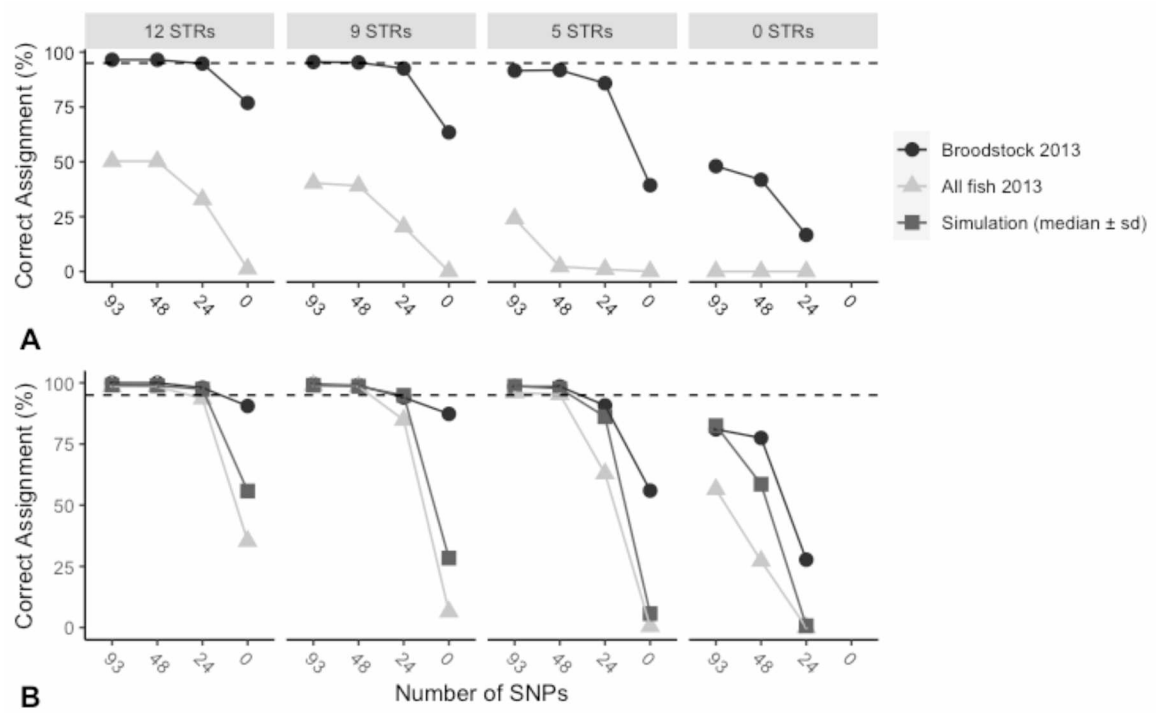 12 STRs 9 STRs 5 STRs 0 STRs
Correct Assignment (%)
100
75
50
25
0
93 48 24 0 93 48 24 0 93 48 24 0 93 48 24 0
Broodstock 2013
All fish 2013
Simulation (median ± sd)
A
Correct Assignment (%)
100
75
50
25
0
93 48 24 0 93 48 24 0 93 48 24 0 93 48 24 0
Number of SNPs
B